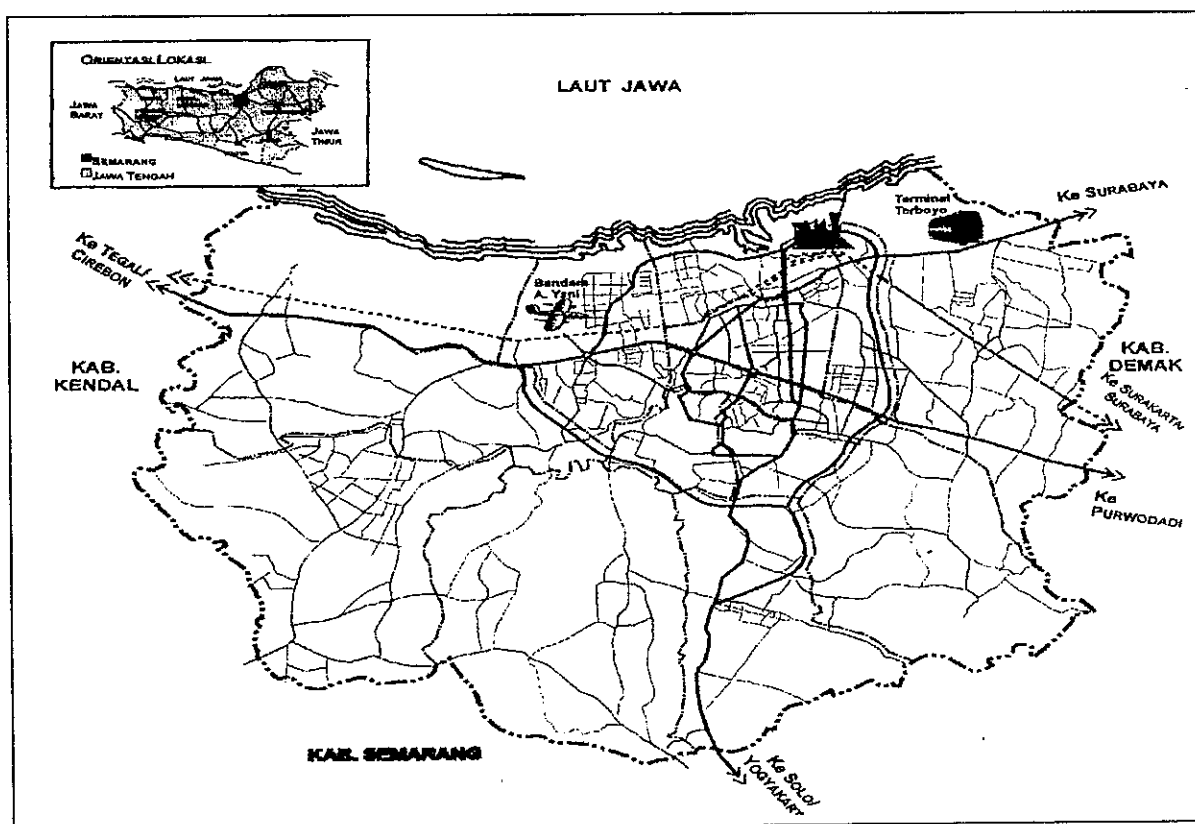 ORIENTASI LOKASI
LAUT JAWA
JAWA
BARAT
JAWA
TIMUR
SEMARANG
JAWA TENGAH
LAUT JAWA
Terminal
Terboyo
Ke SURABAYA
Ke TEGAL/
CIREBON
Bandara
A. Yani
KAB.
KENDAL
KAB.
DEMAK
Ke SURAKARTA
SURABAYA
Ke
PURWODADI
KAB. SEMARANG
Ke SOLO/
YOGYAKART